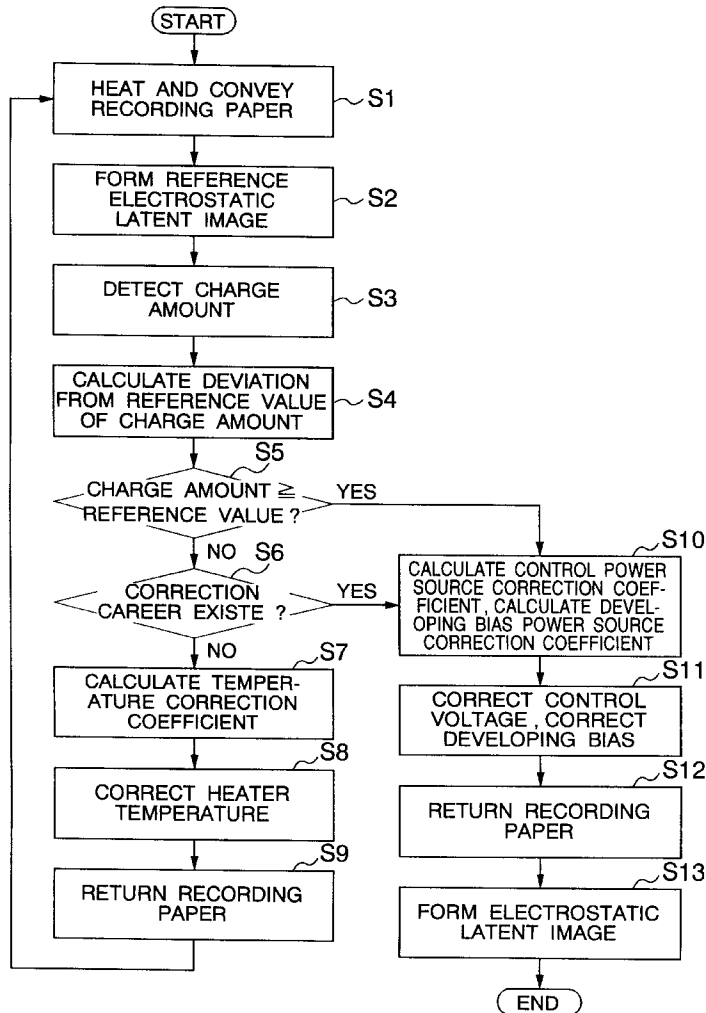 START
HEAT AND CONVEY
RECORDING PAPER
S1
FORM REFERENCE
ELECTROSTATIC
LATENT IMAGE
S2
DETECT CHARGE
AMOUNT
S3
CALCULATE DEVIATION
FROM REFERENCE VALUE
OF CHARGE AMOUNT
S4
S5
CHARGE AMOUNT ≧
REFERENCE VALUE ?
YES
NO
S6
CORRECTION
CAREER EXISTE ?
YES
NO
S7
CALCULATE TEMPER-
ATURE CORRECTION
COEFFICIENT
S8
CORRECT HEATER
TEMPERATURE
S9
RETURN RECORDING
PAPER
S10
CALCULATE CONTROL POWER
SOURCE CORRECTION COEF-
FICIENT, CALCULATE DEVEL-
OPING BIAS POWER SOURCE
CORRECTION COEFFICIENT
S11
CORRECT CONTROL
VOLTAGE, CORRECT
DEVELOPING BIAS
S12
RETURN RECORDING
PAPER
S13
FORM ELECTROSTATIC
LATENT IMAGE
END